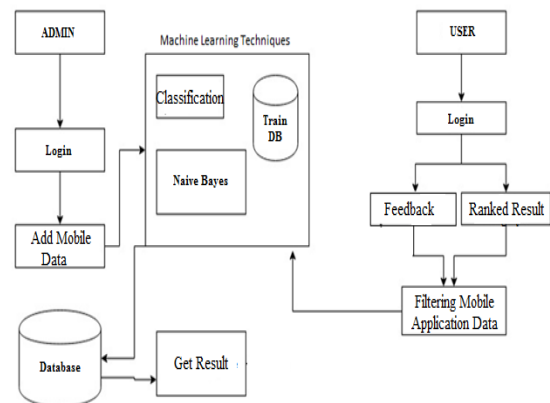 ADMIN
Login
Add Mobile
Data
Machine Learning Techniques
Classification
Train
DB
Naive Bayes
USER
Login
Feedback
Ranked Result
Filtering Mobile
Application Data
Database
Get Result